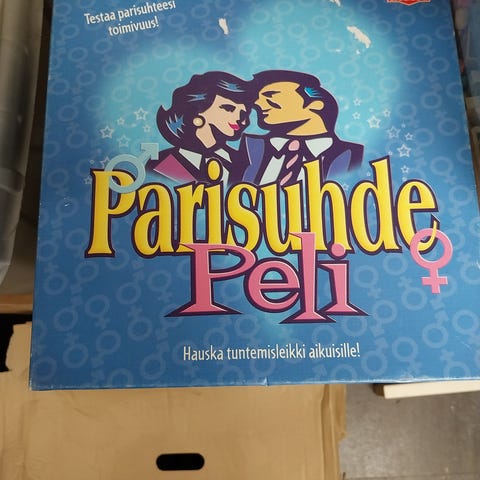 Testaa parisuhteesi
toimivuus!
Parisuhde
Peli
Hauska tuntemisleikki aikuisille!